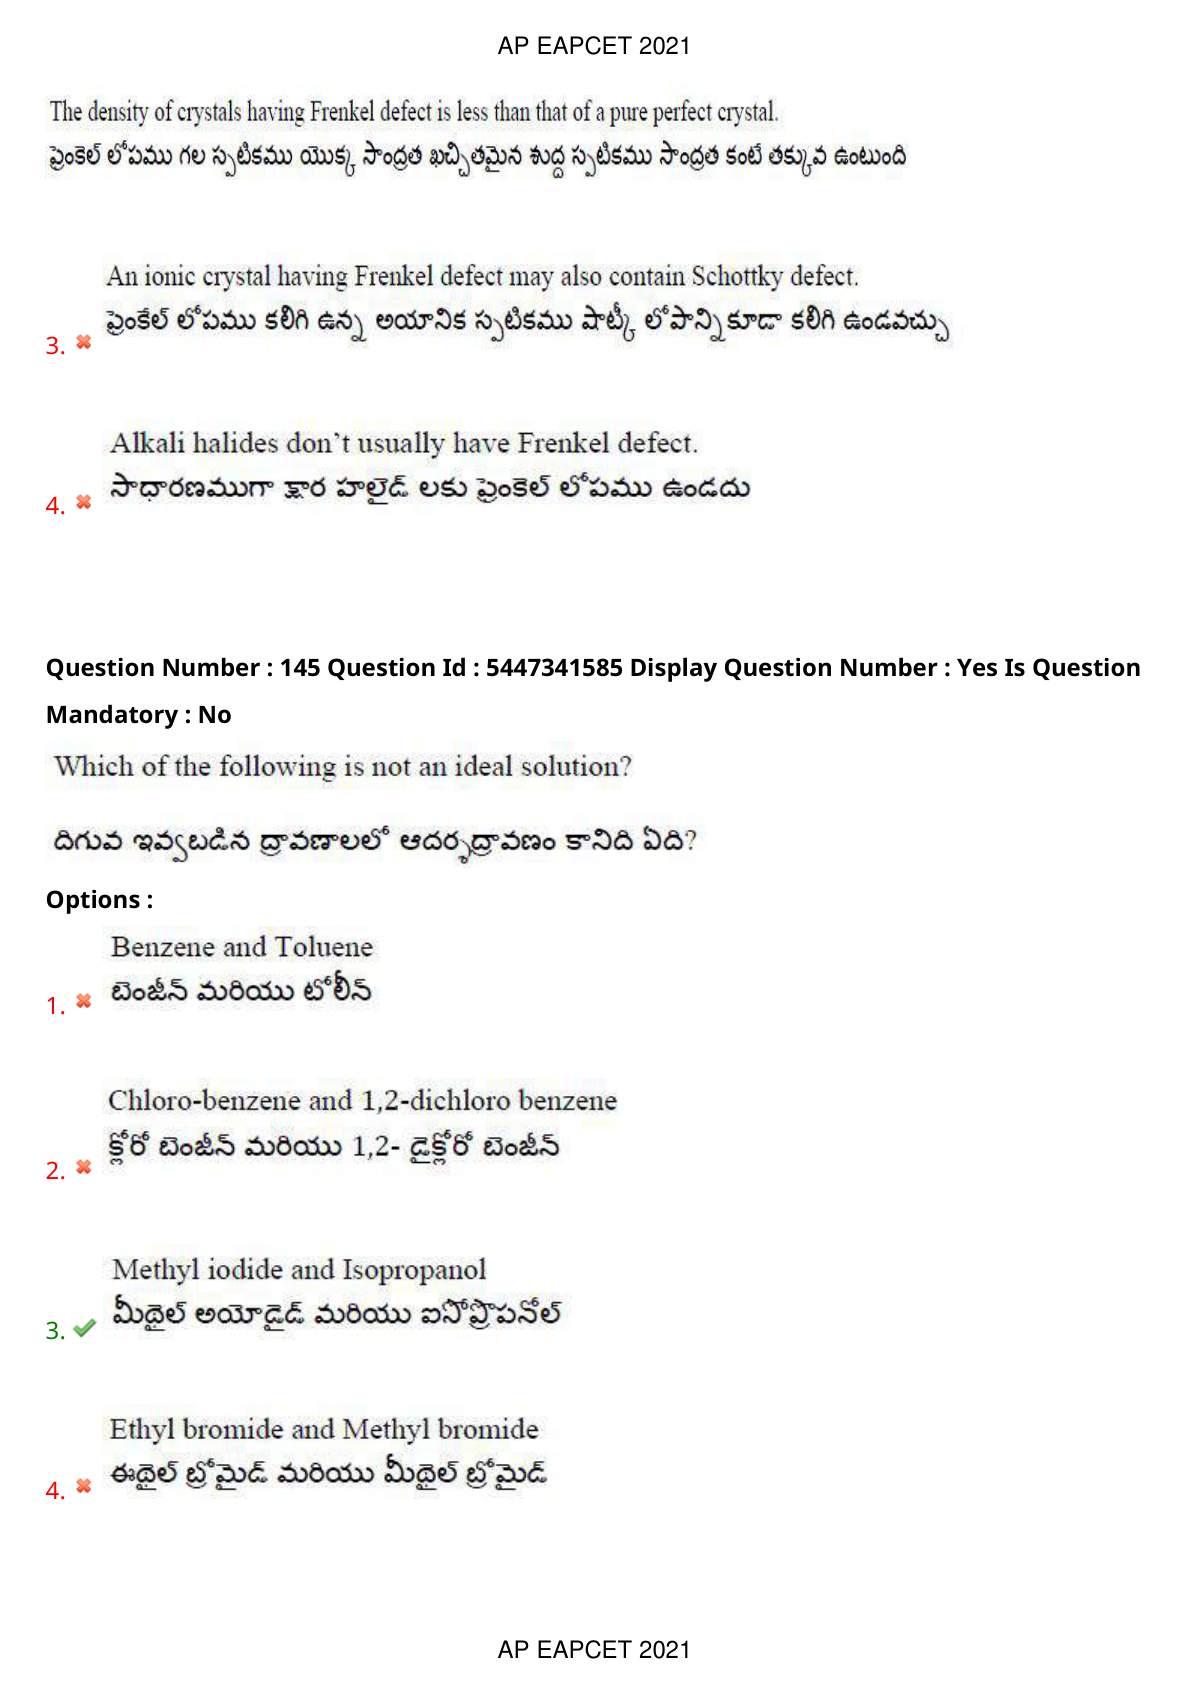 AP EAPCET 2021
The density of crystals having Frenkel defect is less than that of a pure perfect crystal.
ఫ్రెంకెల్ లోపము గల స్పటికము యొక్క సాంద్రత ఖచ్చితమైన శుద్ద స్పటికము సాంద్రత కంటే తక్కువ ఉంటుంది
An ionic crystal having Frenkel defect may also contain Schottky defect.
ఫ్రెంకేల్ లోపము కలిగి ఉన్న అయానిక స్పటికము షాట్కీ లోపాన్ని కూడా కలిగి ఉండవచ్చు
3.
Alkali halides don't usually have Frenkel defect.
సాధారణముగా క్షార హలైడ్ లకు ఫ్రెంకెల్ లోపము ఉండదు
4.
Question Number : 145 Question Id : 5447341585 Display Question Number : Yes Is Question
Mandatory : No
Which of the following is not an ideal solution?
దిగువ ఇవ్వబడిన ద్రావణాలలో ఆదర్శద్రావణం కానిది ఏది?
Options :
Benzene and Toluene
బెంజీన్ మరియు టోలీన్
1.
Chloro-benzene and 1,2-dichloro benzene
క్లోరో బెంజీన్ మరియు 1,2- డైక్లోరో బెంజీన్
2.
Methyl iodide and Isopropanol
మీథైల్ అయోడైడ్ మరియు ఐసోప్రొపనోల్
3.
Ethyl bromide and Methyl bromide
ఈథైల్ బ్రోమైడ్ మరియు మీథైల్ బ్రోమైడ్
4.
AP EAPCET 2021